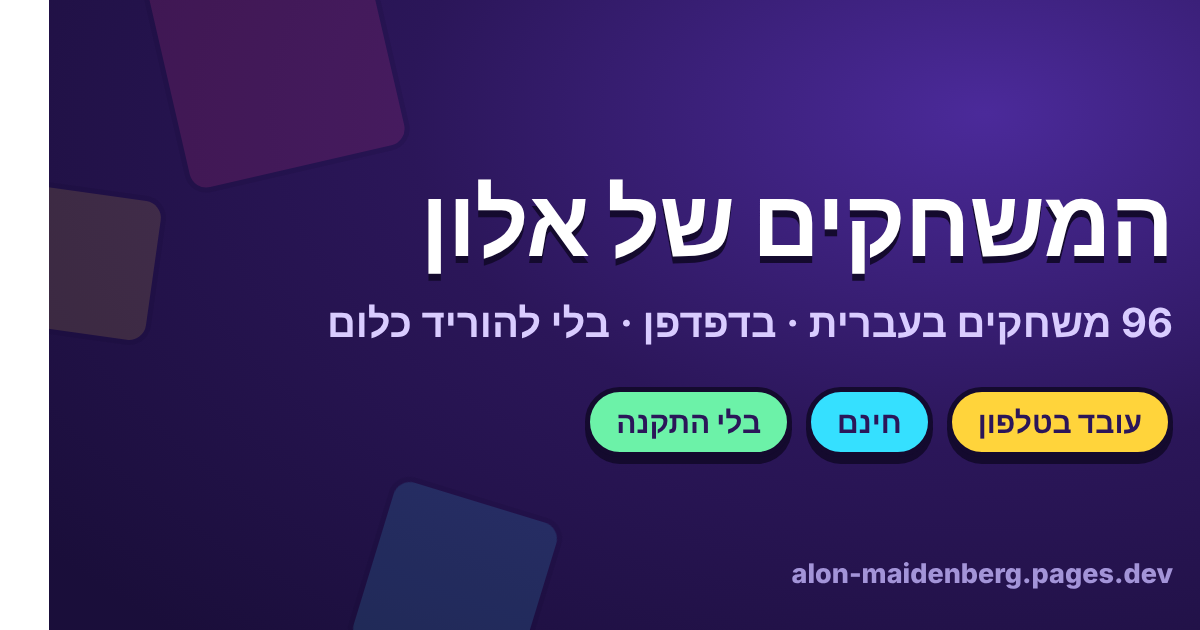 המשחקים של אלון
96 משחקים בעברית · בדפדפן · בלי להוריד כלום
עובד בטלפון חינם בלי התקנה
alon-maidenberg.pages.dev